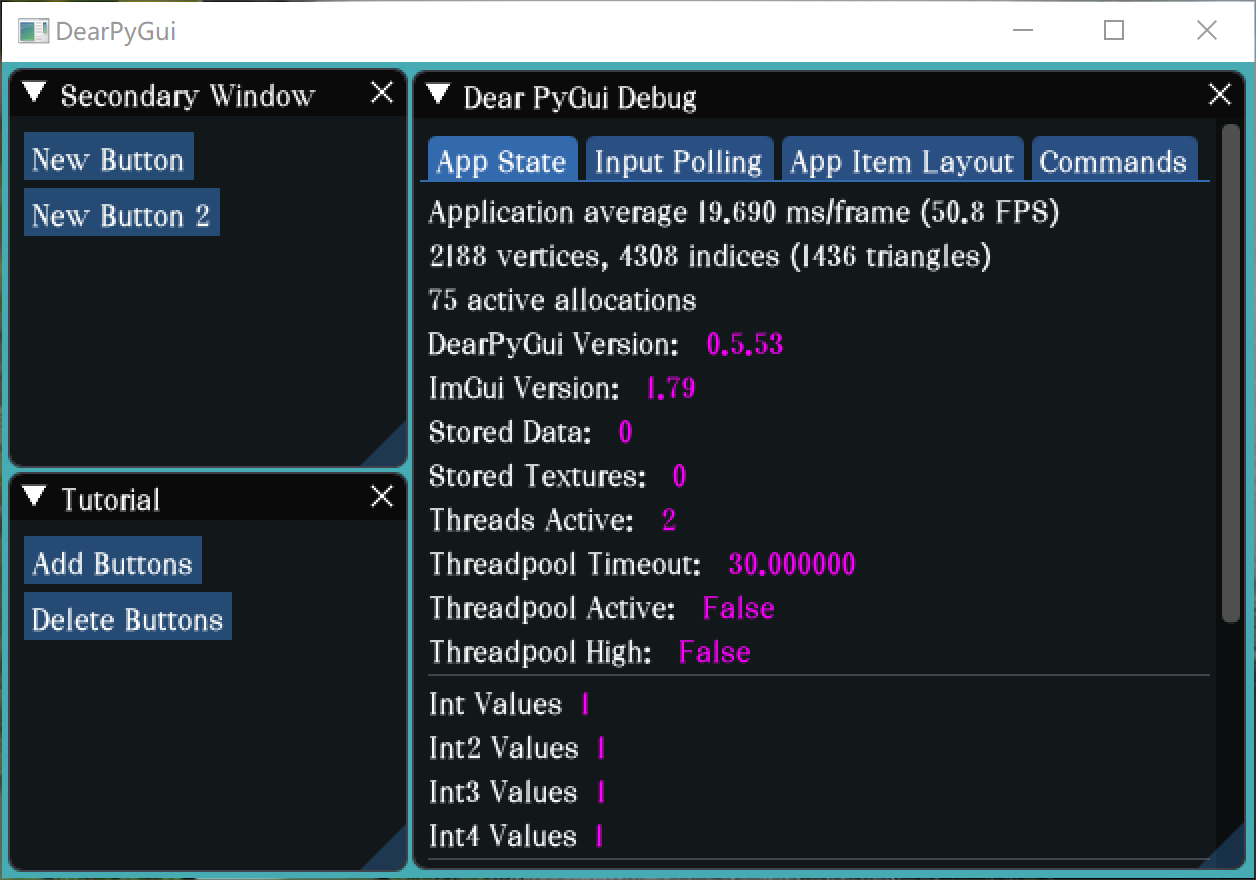 DearPyGui
Secondary Window
New Button
New Button 2
Tutorial
Add Buttons
Delete Buttons
Dear PyGui Debug
App State Input Polling App Item Layout Commands
Application average 19.690 ms/frame (50.8 FPS)
2188 vertices, 4308 indices (1436 triangles)
75 active allocations
DearPyGui Version: 0.5.53
ImGui Version: 1.79
Stored Data: 0
Stored Textures: 0
Threads Active: 2
Threadpool Timeout: 30.000000
Threadpool Active: False
Threadpool High: False
Int Values 1
Int2 Values 1
Int3 Values 1
Int4 Values 1